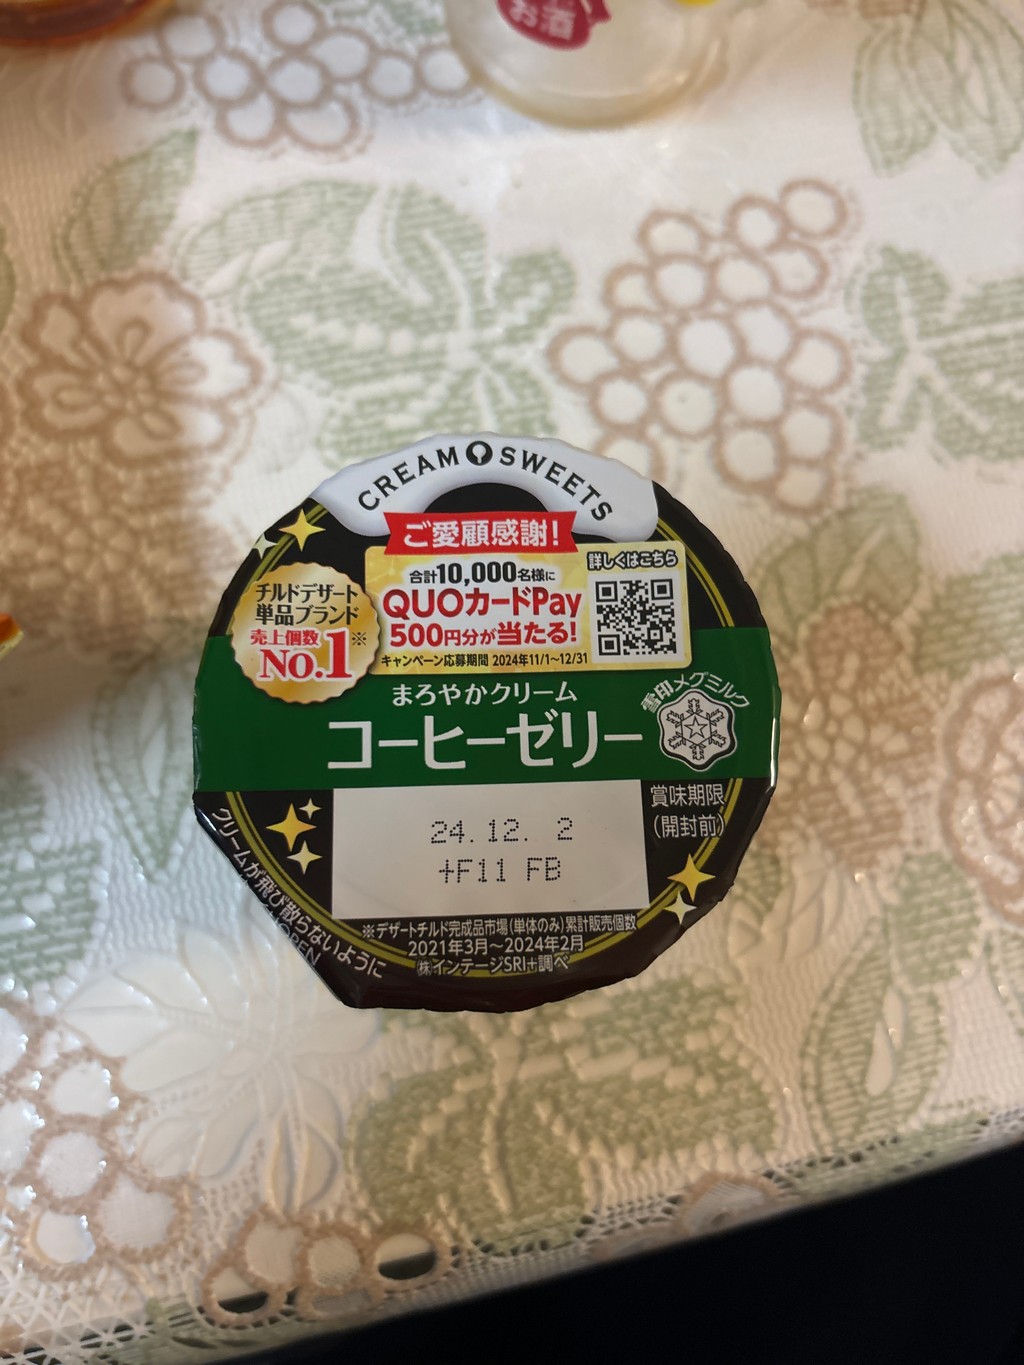 お酒
CREAM SWEETS
ご愛顧感謝!
詳しくはこちら
合計10,000名様に
QUOカードPay
500円分が当たる!
キャンペーン応募期間 2024年11/1~12/31
チルドデザート
単品ブランド
売上個数
No.1※
まろやかクリーム
コーヒーゼリー
雪印メグミルク
賞味期限
(開封前)
24.12. 2
+F11 FB
※デザートチルド完成品市場(単体のみ)累計販売個数
2021年3月~2024年2月
㈱インテージSRI+調べ
クリームが飛び散らないように
OPEN